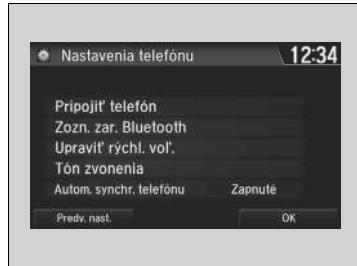 Nastavenia telefónu 12:34
Pripojiť telefón
Zozn. zar. Bluetooth
Upraviť rýchl. voľ.
Tón zvonenia
Autom. synchr. telefónu Zapnuté
Predv. nast. OK